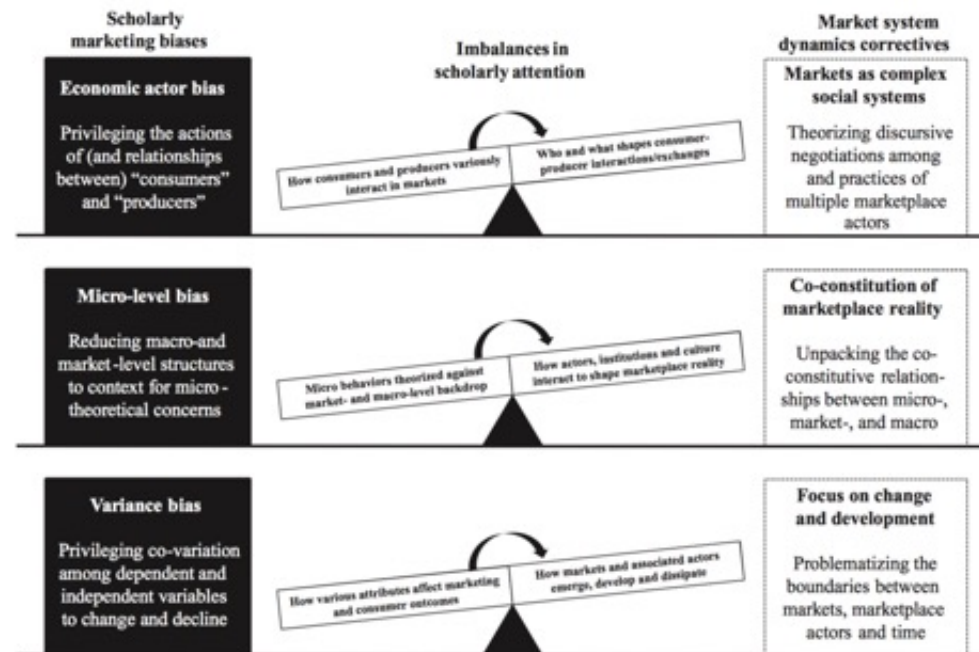 Scholarly
marketing biases
Imbalances in
scholarly attention
Market system
dynamics correctives
Economic actor bias
Privileging the actions
of (and relationships
between) “consumers”
and “producers”
How consumers and producers variously
interact in markets
Who and what shapes consumer-
producer interactions/exchanges
Markets as complex
social systems
Theorizing discursive
negotiations among
and practices of
multiple marketplace
actors
Micro-level bias
Reducing macro-and
market-level structures
to context for micro-
theoretical concerns
Micro behaviors theorized against
market- and macro-level backdrop
How actors, institutions and culture
interact to shape marketplace reality
Co-constitution of
marketplace reality
Unpacking the co-
constitutive relation-
ships between micro-,
market-, and macro
Variance bias
Privileging co-variation
among dependent and
independent variables
to change and decline
How various attributes affect marketing
and consumer outcomes
How markets and associated actors
emerge, develop and dissipate
Focus on change
and development
Problematizing the
boundaries between
markets, marketplace
actors and time